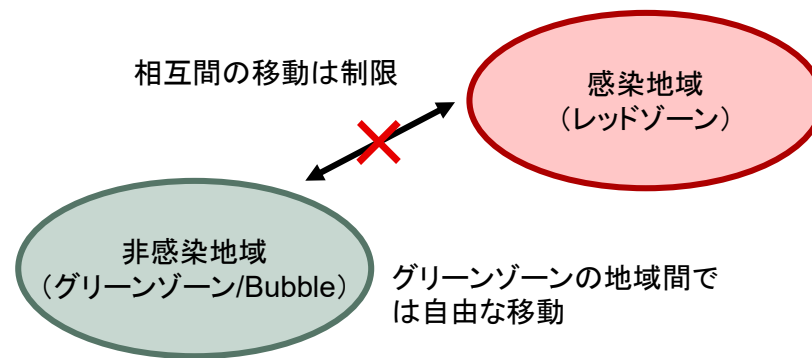 相互間の移動は制限
感染地域
（レッドゾーン）
非感染地域
（グリーンゾーン/Bubble）
グリーンゾーンの地域間で
は自由な移動